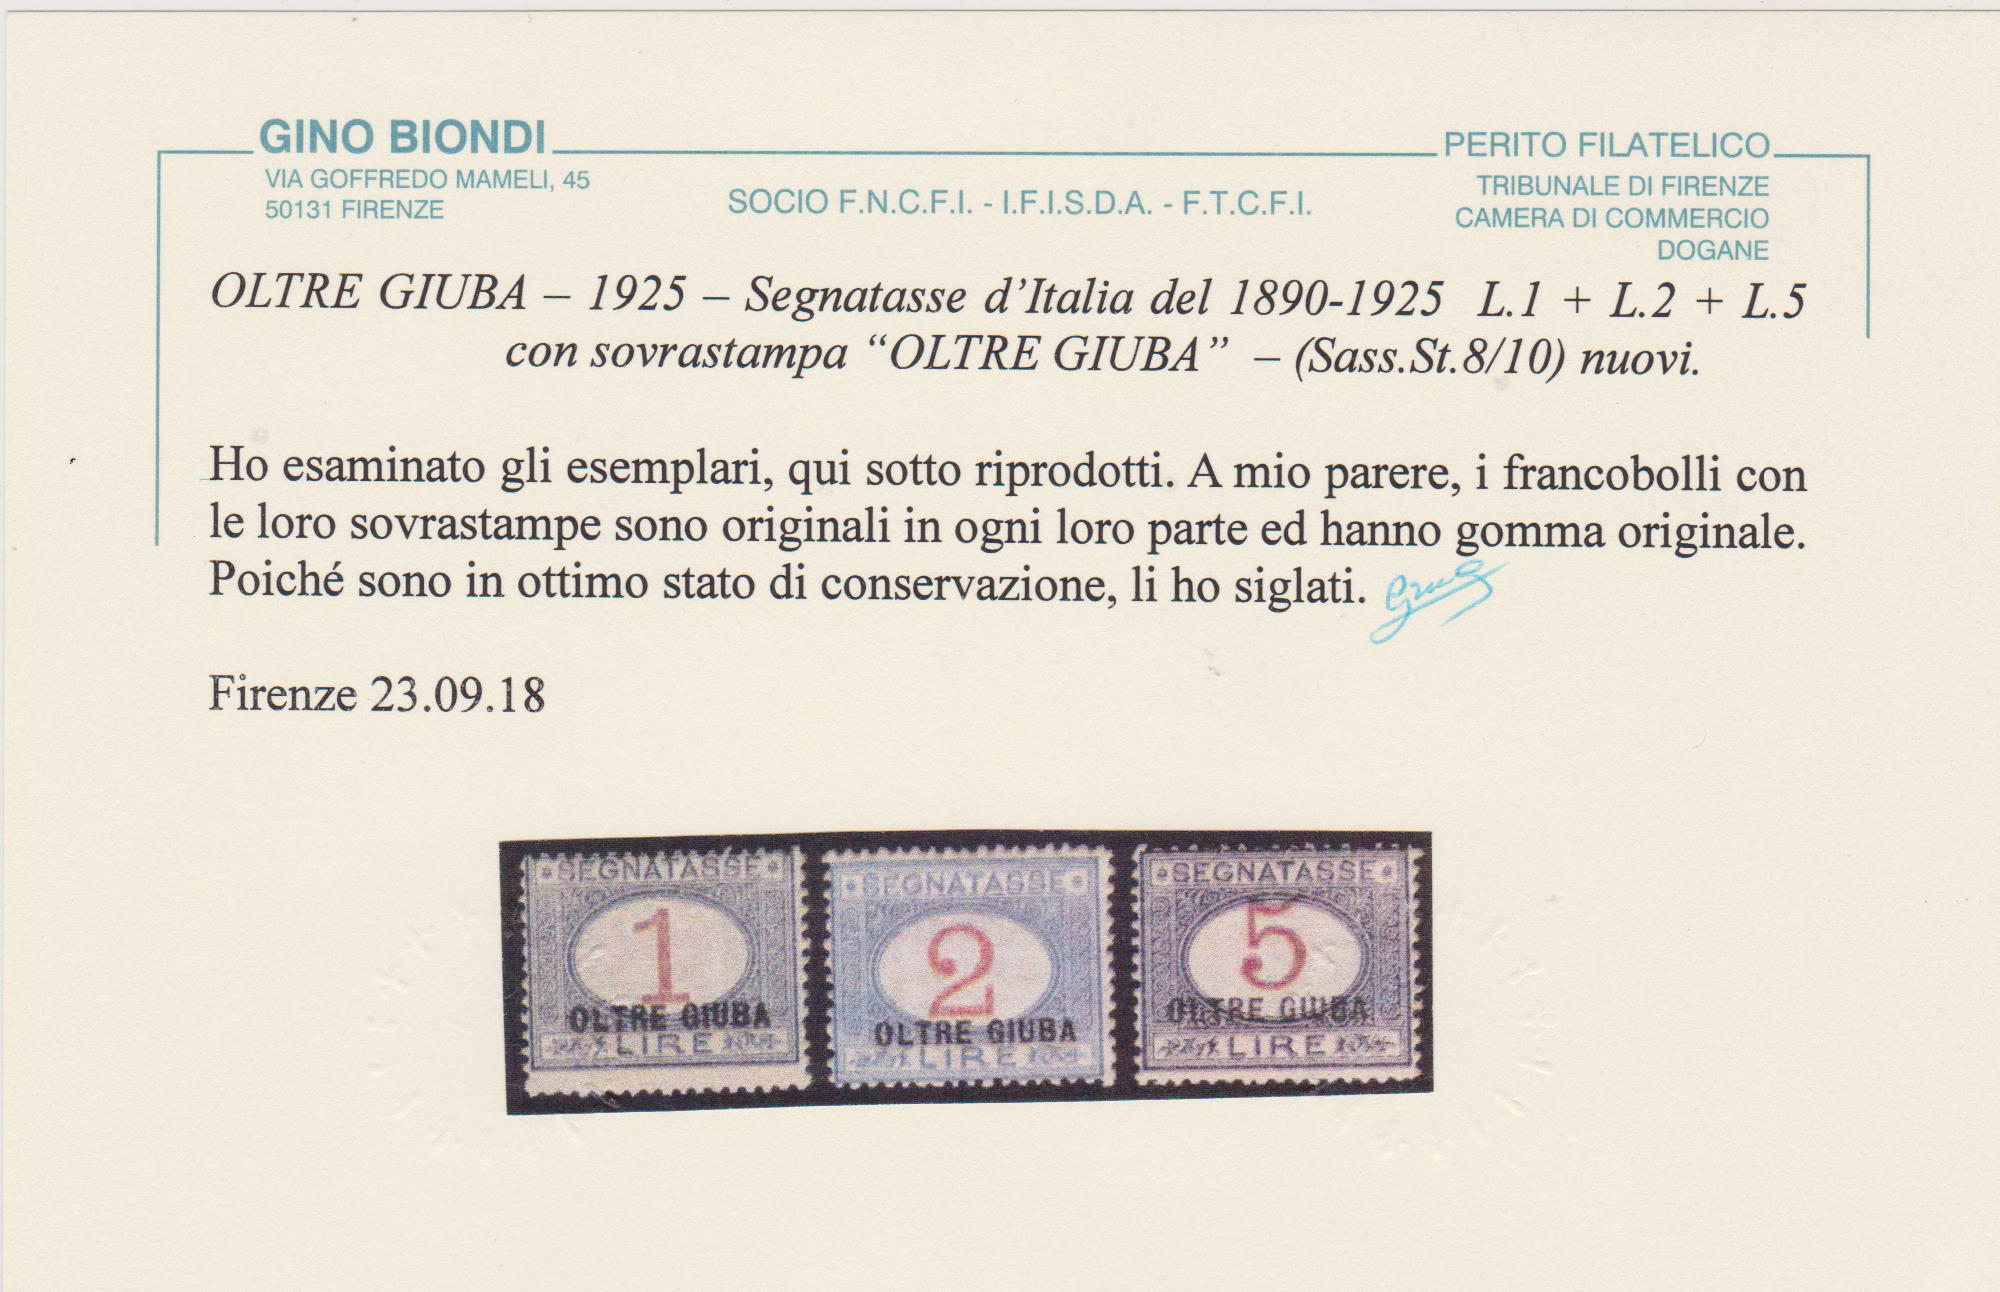 GINO BIONDI
VIA GOFFREDO MAMELI, 45
50131 FIRENZE
SOCIO F.N.C.F.I. - I.F.I.S.D.A. - F.T.C.F.I.
PERITO FILATELICO
TRIBUNALE DI FIRENZE
CAMERA DI COMMERCIO
DOGANE
OLTRE GIUBA – 1925 – Segnatasse d’Italia del 1890-1925 L.1 + L.2 + L.5
con sovrastampa “OLTRE GIUBA” – (Sass.St.8/10) nuovi.
Ho esaminato gli esemplari, qui sotto riprodotti. A mio parere, i francobolli con
le loro sovrastampe sono originali in ogni loro parte ed hanno gomma originale.
Poiché sono in ottimo stato di conservazione, li ho siglati.
Firenze 23.09.18
SEGNATASSE
1
OLTRE GIUBA
LIRE
SEGNATASSE
2
OLTRE GIUBA
LIRE
SEGNATASSE
5
OLTRE GIUBA
LIRE